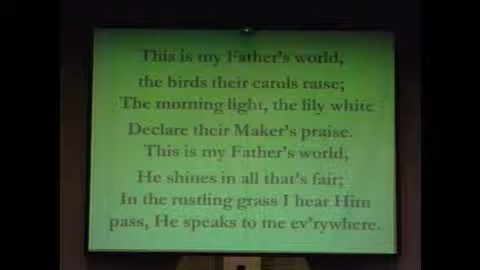 This is my Father's world,
the birds their carols raise;
The morning light, the lily white
Declare their Maker's praise.
This is my Father's world,
He shines in all that's fair;
In the rustling grass I hear Him
pass, He speaks to me ev'rywhere.